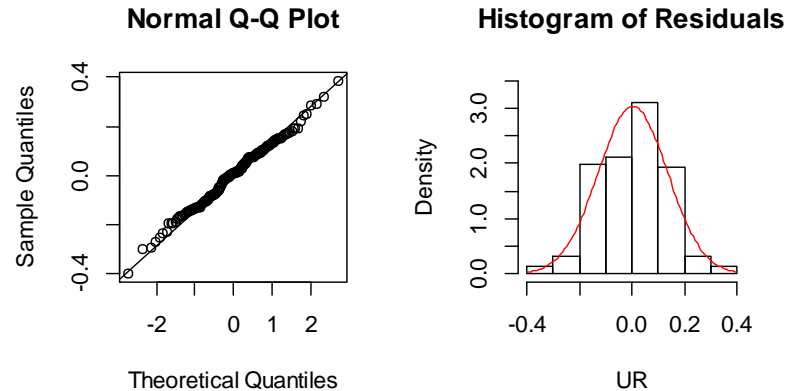 Normal Q-Q Plot
Sample Quantiles
0.4
0.0
-0.4
-2 0 1 2
Theoretical Quantiles
Histogram of Residuals
Density
3.0
2.0
1.0
0.0
-0.4 0.0 0.2 0.4
UR